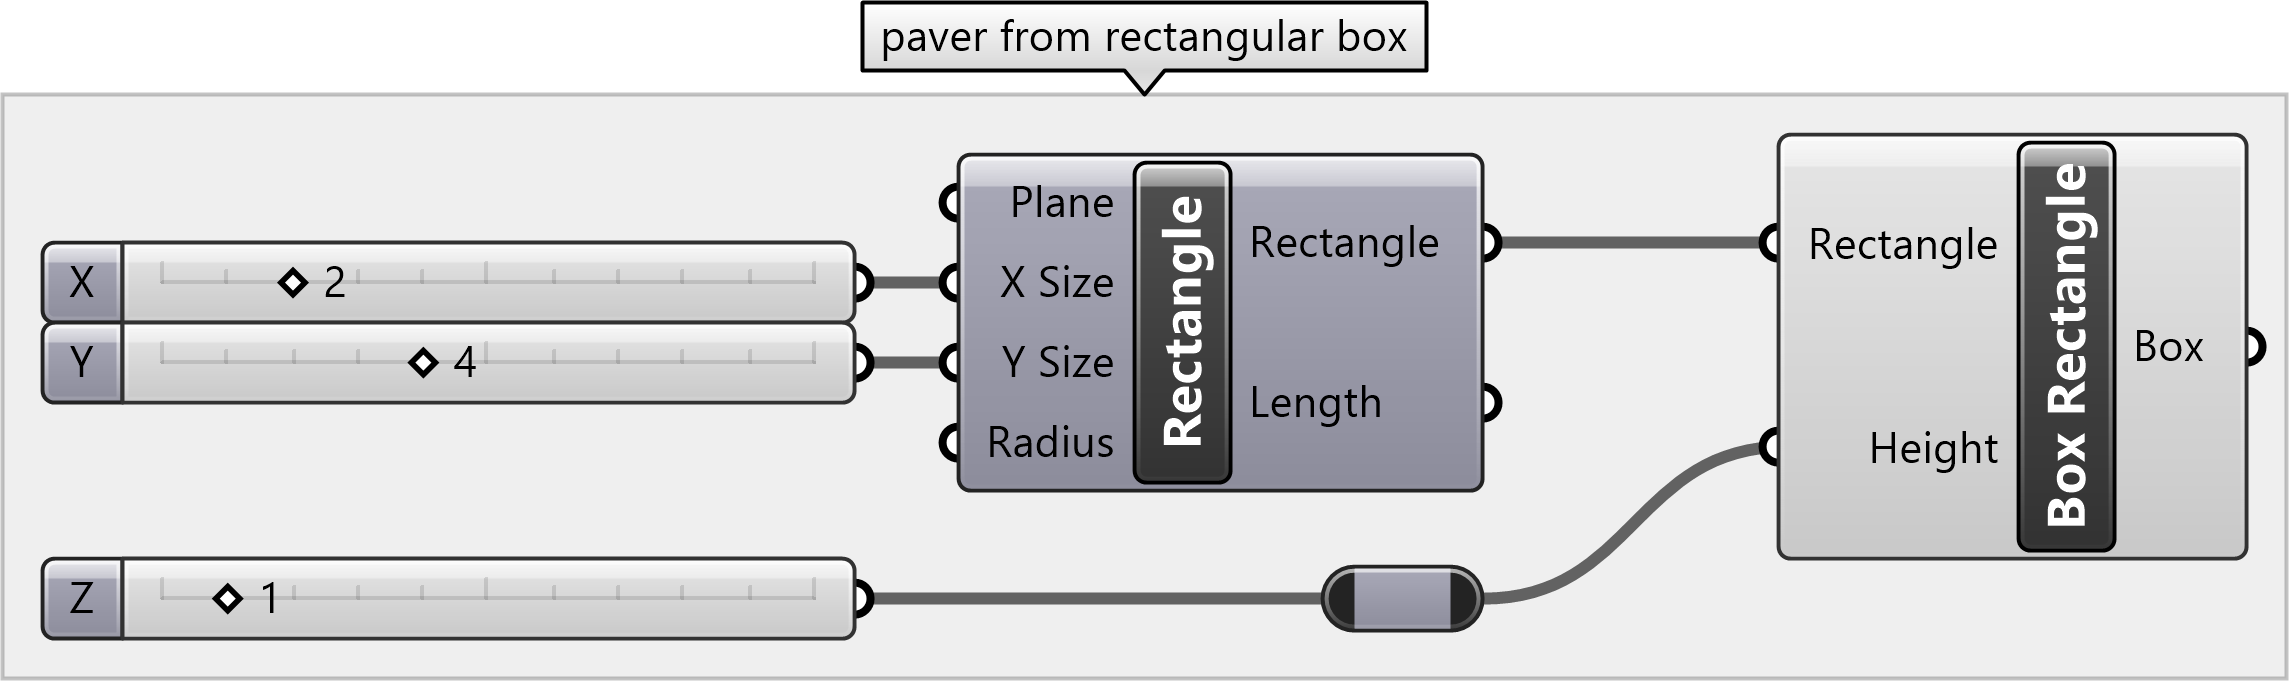 paver from rectangular box
X
2
Y
4
Z
1
Plane
X Size
Y Size
Radius
Rectangle
Rectangle
Length
Rectangle
Height
Box Rectangle
Box